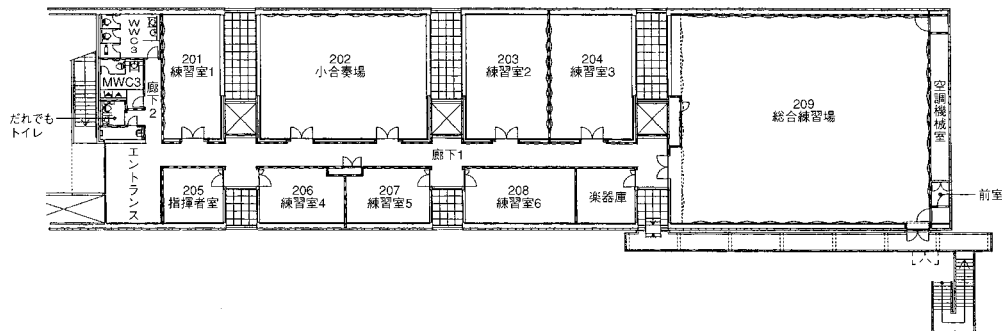 WWC3
MWC3
廊下2
だれでも
トイレ
エントランス
201
練習室1
202
小合奏場
203
練習室2
204
練習室3
209
総合練習場
空調機械室
前室
廊下1
205
指揮者室
206
練習室4
207
練習室5
208
練習室6
楽器庫